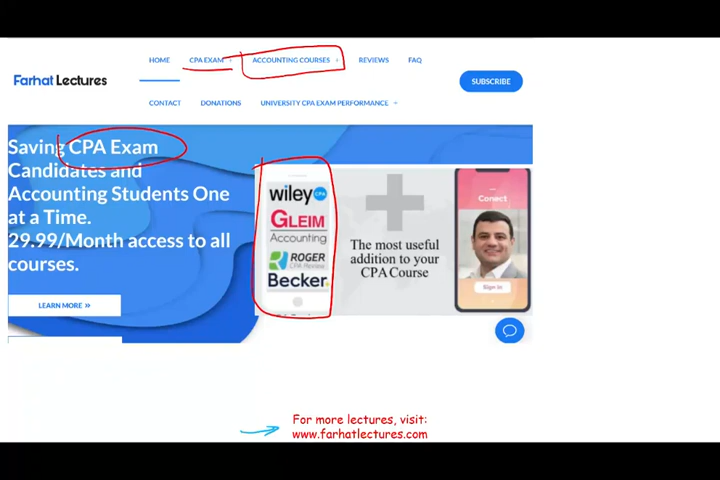 HOME CPA EXAM ACCOUNTING COURSES REVIEWS FAQ
Farhat Lectures
SUBSCRIBE
CONTACT DONATIONS UNIVERSITY CPA EXAM PERFORMANCE
Saving CPA Exam
Candidates and
Accounting Students One
at a Time.
29.99/Month access to all
courses.
LEARN MORE »
wiley CPA
GLEIM
Accounting
ROGER
CPA Review
Becker.
The most useful
addition to your
CPA Course
Conect
Sign in
For more lectures, visit:
www.farhatlectures.com